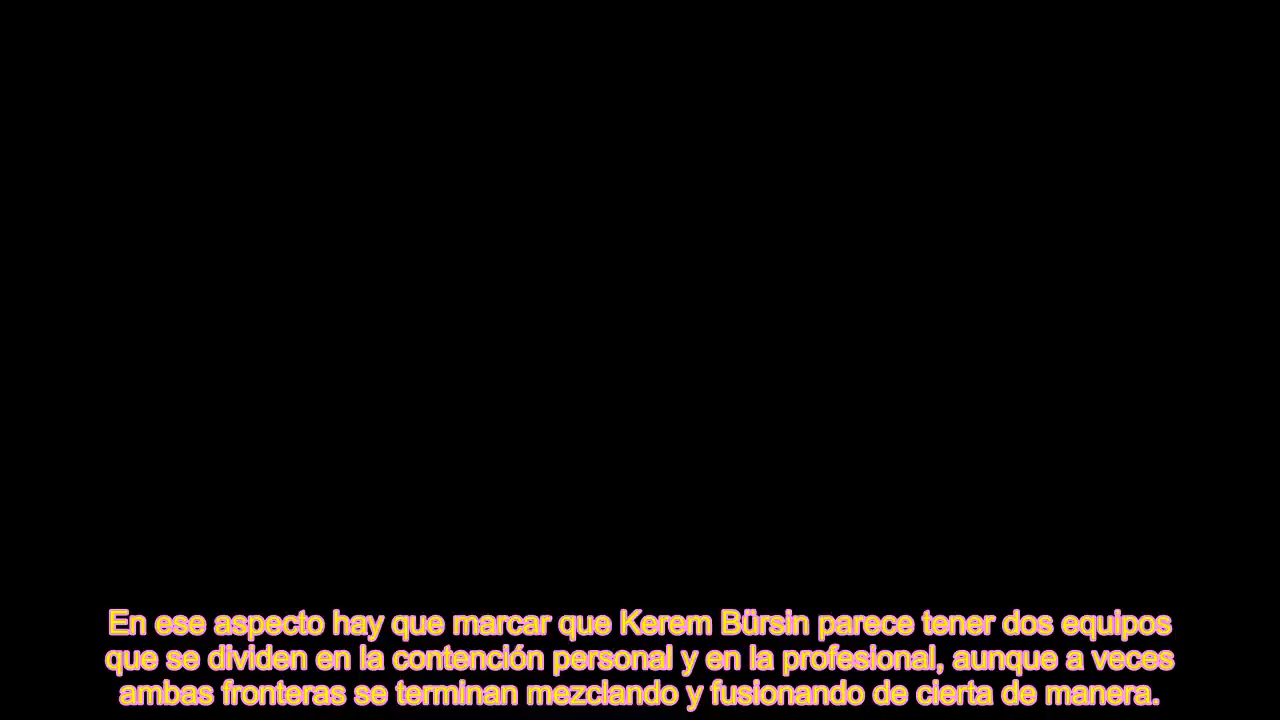 En ese aspecto hay que marcar que Kerem Bürsin parece tener dos equipos
que se dividen en la contención personal y en la profesional, aunque a veces
ambas fronteras se terminan mezclando y fusionando de cierta de manera.